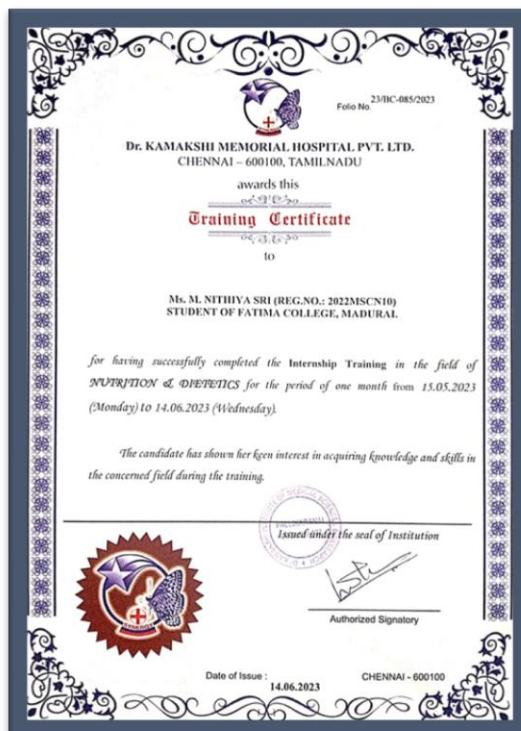 Folio No. 23/BC-085/2023
Dr. KAMAKSHI MEMORIAL HOSPITAL PVT. LTD.
CHENNAI – 600100, TAMILNADU
awards this
Training Certificate
to
Ms. M. NITHIYA SRI (REG.NO.: 2022MSCN10)
STUDENT OF FATIMA COLLEGE, MADURAI.
for having successfully completed the Internship Training in the field of
NUTRITION & DIETETICS for the period of one month from 15.05.2023
(Monday) to 14.06.2023 (Wednesday).
The candidate has shown her keen interest in acquiring knowledge and skills in
the concerned field during the training.
Issued under the seal of Institution
Authorized Signatory
Date of Issue :
14.06.2023
CHENNAI - 600100